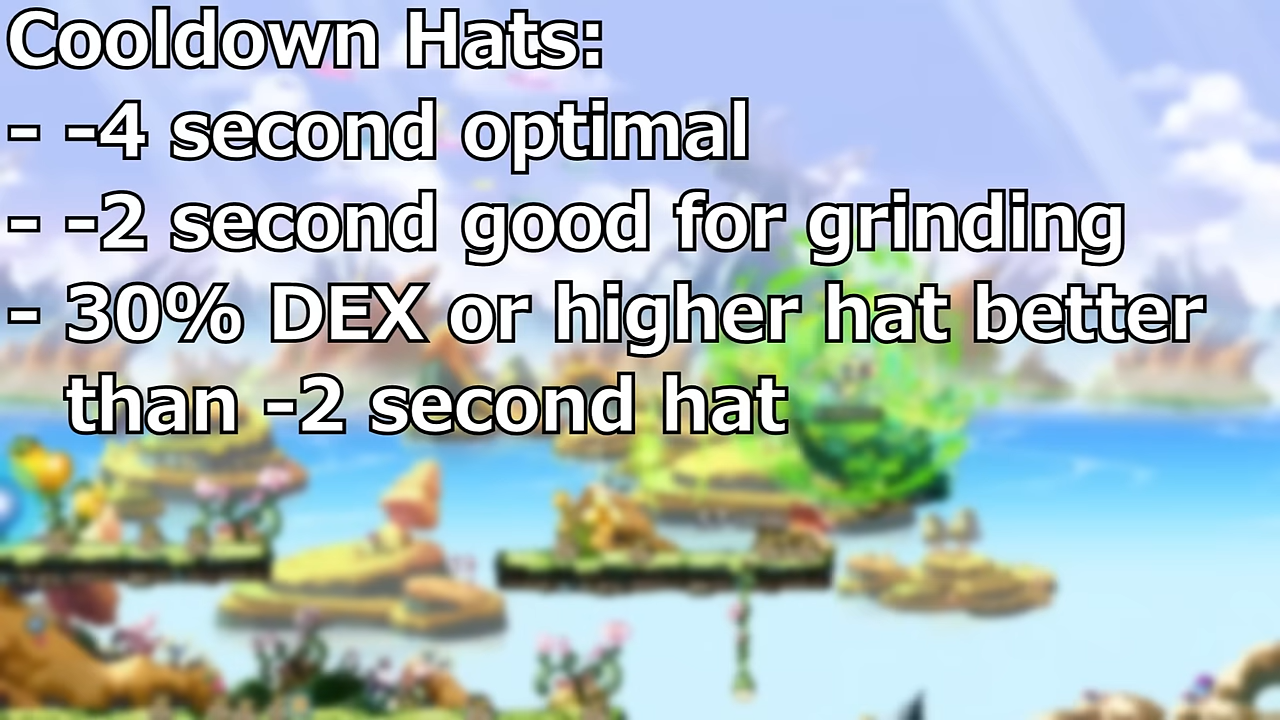 Cooldown Hats:
- -4 second optimal
- -2 second good for grinding
- 30% DEX or higher hat better
than -2 second hat